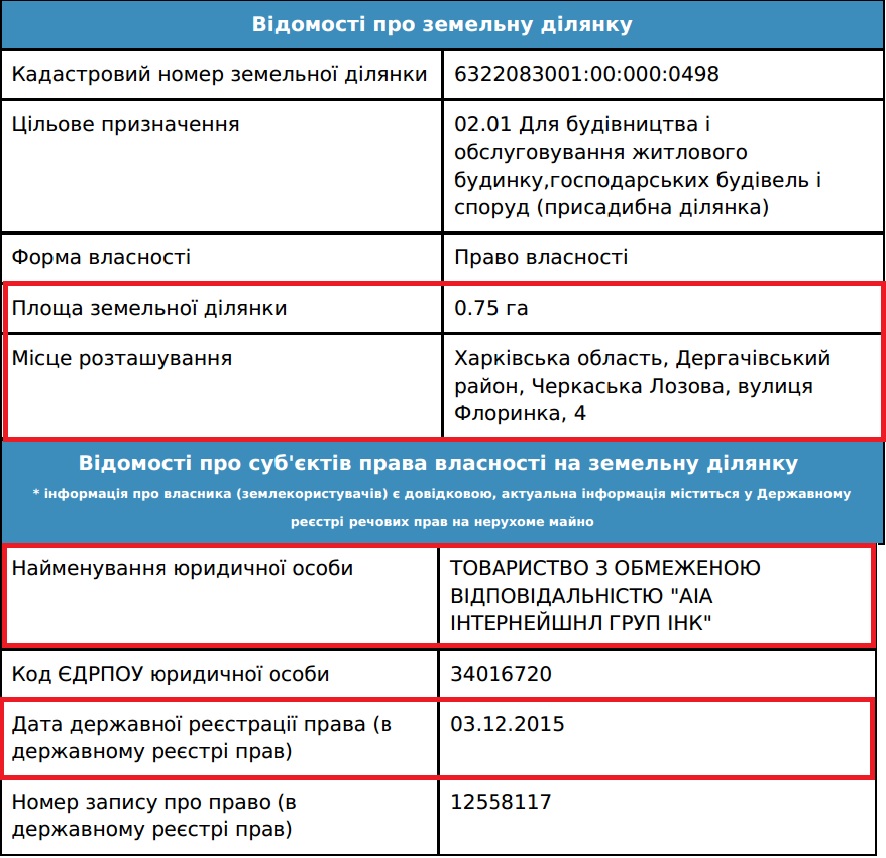 Відомості про земельну ділянку
Кадастровий номер земельної ділянки
6322083001:00:000:0498
Цільове призначення
02.01 Для будівництва і
обслуговування житлового
будинку,господарських будівель і
споруд (присадибна ділянка)
Форма власності
Право власності
Площа земельної ділянки
0.75 га
Місце розташування
Харківська область, Дергачівський
район, Черкаська Лозова, вулиця
Флоринка, 4
Відомості про суб'єктів права власності на земельну ділянку
* інформація про власника (землекористувачів) є довідковою, актуальна інформація міститься у Державному
реєстрі речових прав на нерухоме майно
Найменування юридичної особи
ТОВАРИСТВО З ОБМЕЖЕНОЮ
ВІДПОВІДАЛЬНІСТЮ "АІА
ІНТЕРНЕЙШНЛ ГРУП ІНК"
Код ЄДРПОУ юридичної особи
34016720
Дата державної реєстрації права (в
державному реєстрі прав)
03.12.2015
Номер запису про право (в
державному реєстрі прав)
12558117